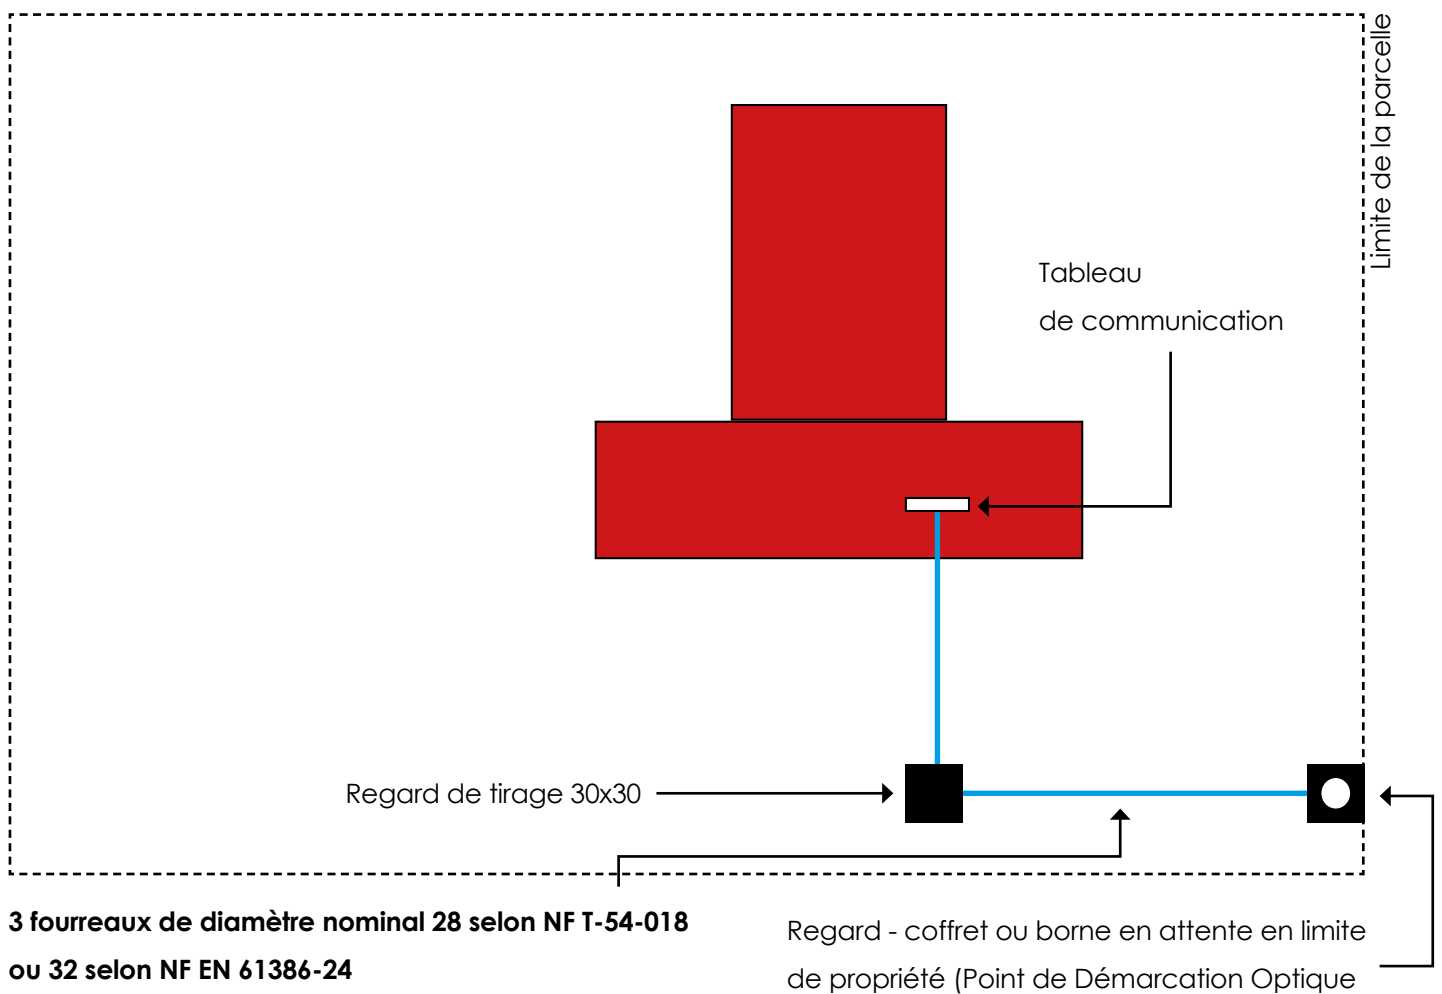 Limite de la parcelle
Tableau
de communication
Regard de tirage 30x30
3 fourreaux de diamètre nominal 28 selon NF T-54-018
ou 32 selon NF EN 61386-24
Regard - coffret ou borne en attente en limite
de propriété (Point de Démarcation Optique